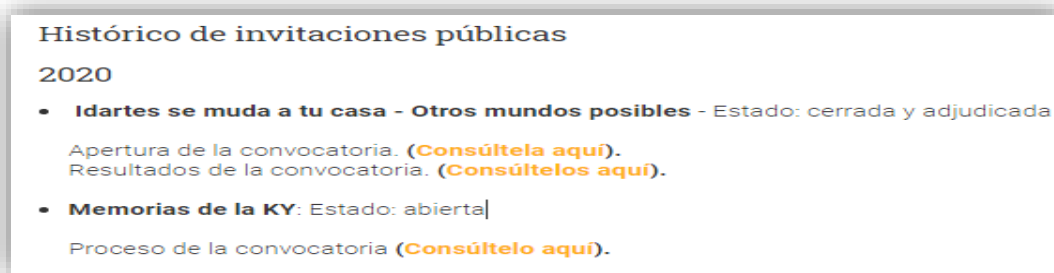 Histórico de invitaciones públicas
2020
• Idartes se muda a tu casa - Otros mundos posibles - Estado: cerrada y adjudicada
Apertura de la convocatoria. (Consúltela aquí).
Resultados de la convocatoria. (Consúltelos aquí).
• Memorias de la KY: Estado: abierta
Proceso de la convocatoria (Consúltelo aquí).